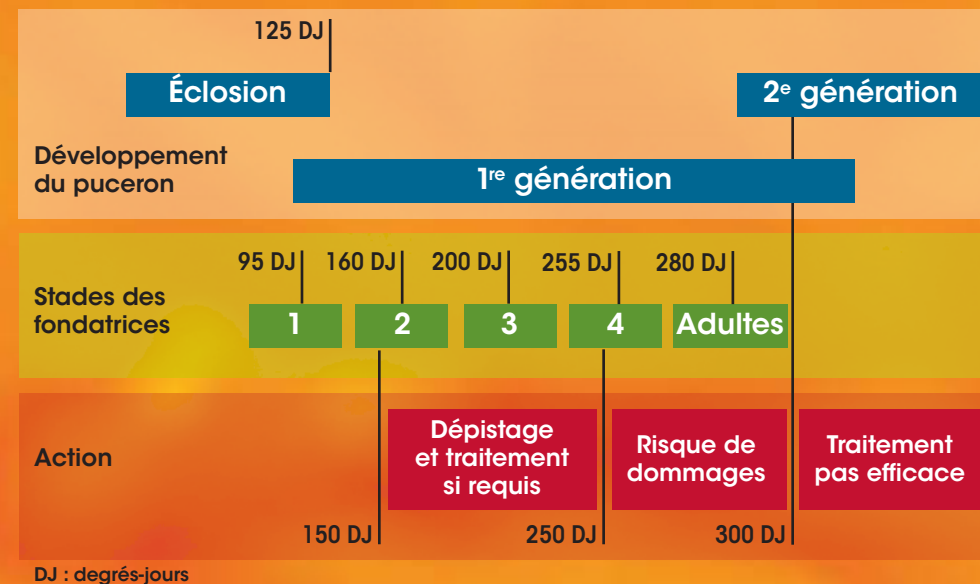 125 DJ
Éclosion
2e génération
Développement
du puceron
1re génération
95 DJ
160 DJ
200 DJ
255 DJ
280 DJ
Stades des
fondatrices
1
2
3
4
Adultes
Action
Dépistage
et traitement
si requis
Risque de
dommages
Traitement
pas efficace
150 DJ
250 DJ
300 DJ
DJ : degrés-jours